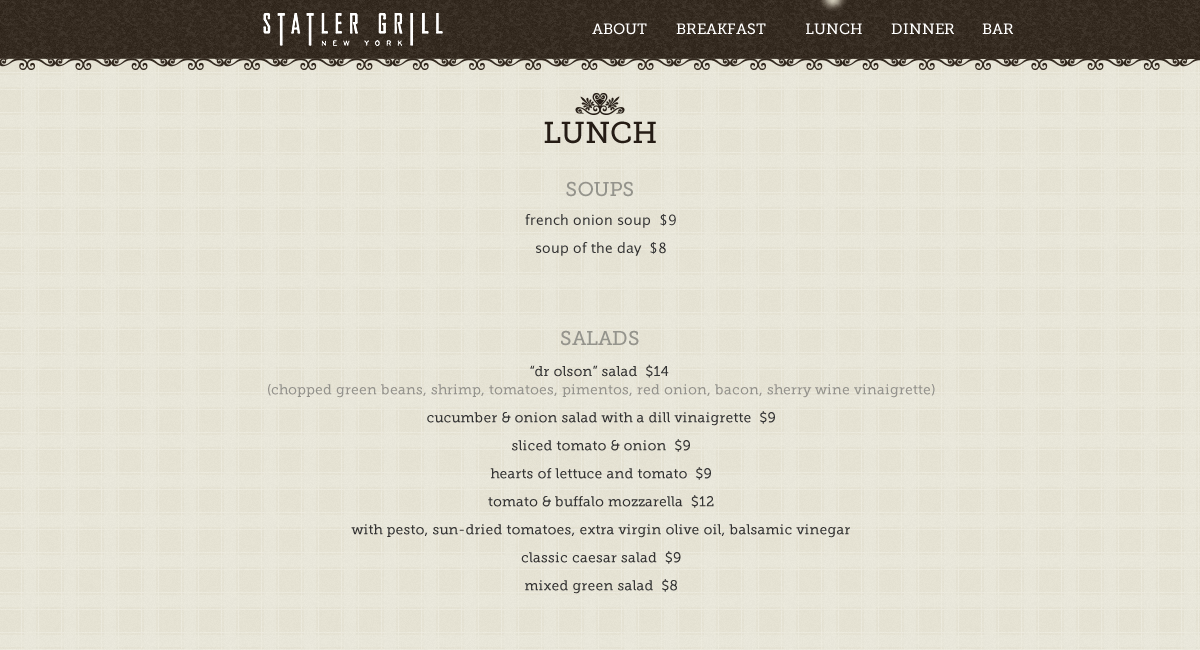 STATLER GRILL
NEW YORK
ABOUT BREAKFAST LUNCH DINNER BAR
LUNCH
SOUPS
french onion soup $9
soup of the day $8
SALADS
“dr olson” salad $14
(chopped green beans, shrimp, tomatoes, pimentos, red onion, bacon, sherry wine vinaigrette)
cucumber & onion salad with a dill vinaigrette $9
sliced tomato & onion $9
hearts of lettuce and tomato $9
tomato & buffalo mozzarella $12
with pesto, sun-dried tomatoes, extra virgin olive oil, balsamic vinegar
classic caesar salad $9
mixed green salad $8